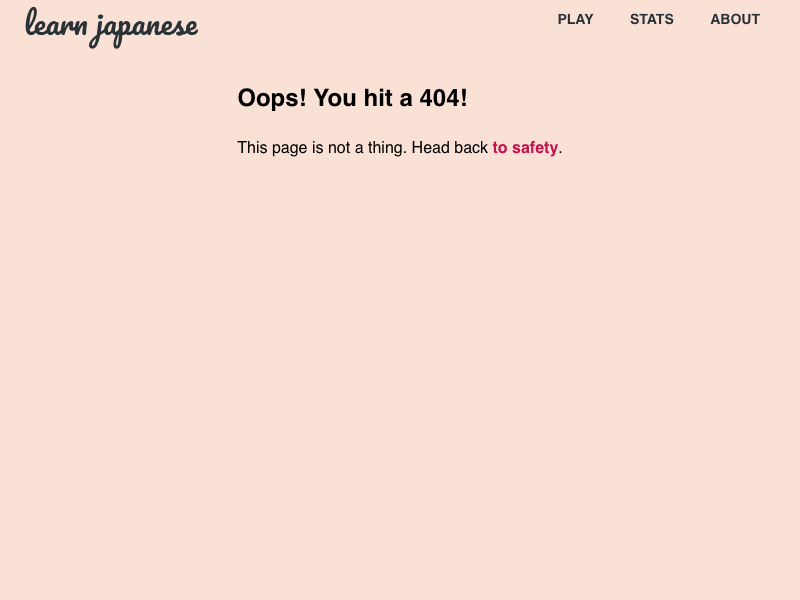 learn japanese
PLAY STATS ABOUT
Oops! You hit a 404!
This page is not a thing. Head back to safety.